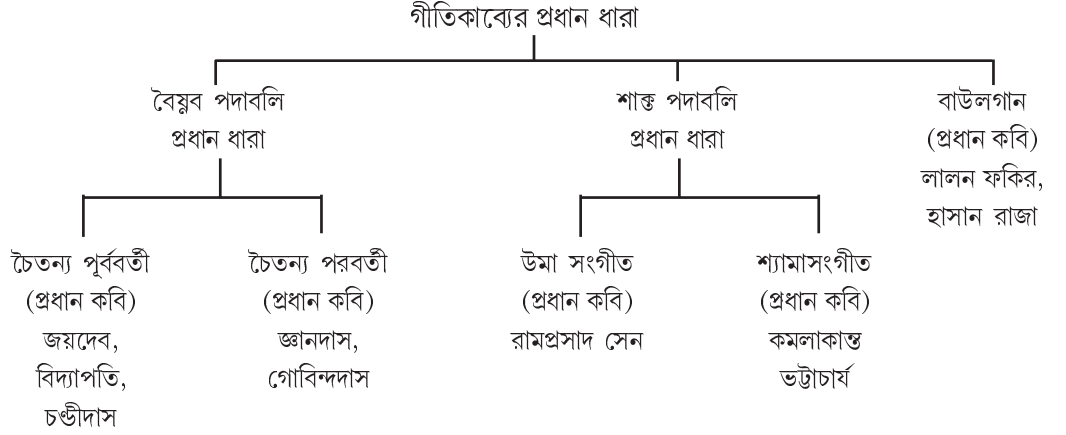 গীতিকাব্যের প্রধান ধারা
বৈষ্ণব পদাবলি
প্রধান ধারা
শাক্ত পদাবলি
প্রধান ধারা
বাউলগান
(প্রধান কবি)
লালন ফকির,
হাসান রাজা
চৈতন্য পূর্ববর্তী
(প্রধান কবি)
জয়দেব,
বিদ্যাপতি,
চণ্ডীদাস
চৈতন্য পরবর্তী
(প্রধান কবি)
জ্ঞানদাস,
গোবিন্দদাস
উমা সংগীত
(প্রধান কবি)
রামপ্রসাদ সেন
শ্যামাসংগীত
(প্রধান কবি)
কমলাকান্ত
ভট্টাচার্য